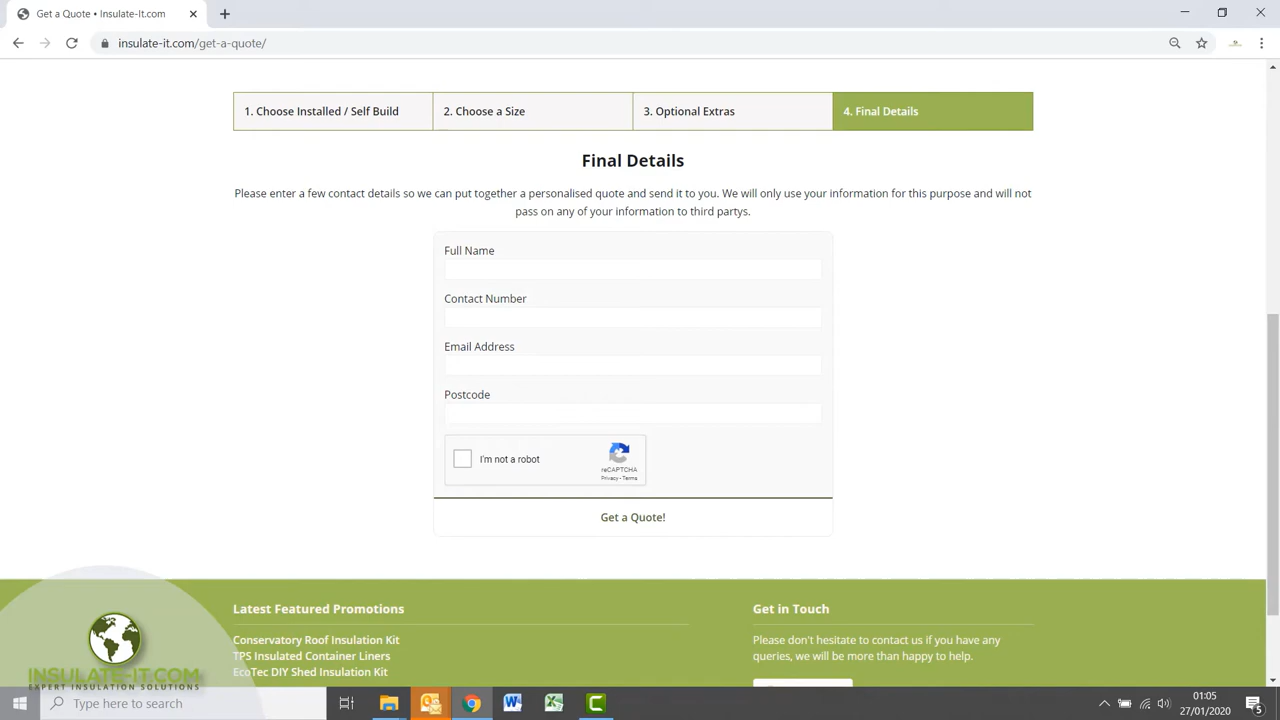 Get a Quote • Insulate-It.com
insulate-it.com/get-a-quote/
1. Choose Installed / Self Build
2. Choose a Size
3. Optional Extras
4. Final Details
Final Details
Please enter a few contact details so we can put together a personalised quote and send it to you. We will only use your information for this purpose and will not
pass on any of your information to third partys.
Full Name
Contact Number
Email Address
Postcode
I'm not a robot
reCAPTCHA
Privacy - Terms
Get a Quote!
Latest Featured Promotions
Conservatory Roof Insulation Kit
TPS Insulated Container Liners
EcoTec DIY Shed Insulation Kit
Get in Touch
Please don't hesitate to contact us if you have any
queries, we will be more than happy to help.
INSULATE-IT.COM
EXPERT INSULATION SOLUTIONS
Type here to search
01:05
27/01/2020
5